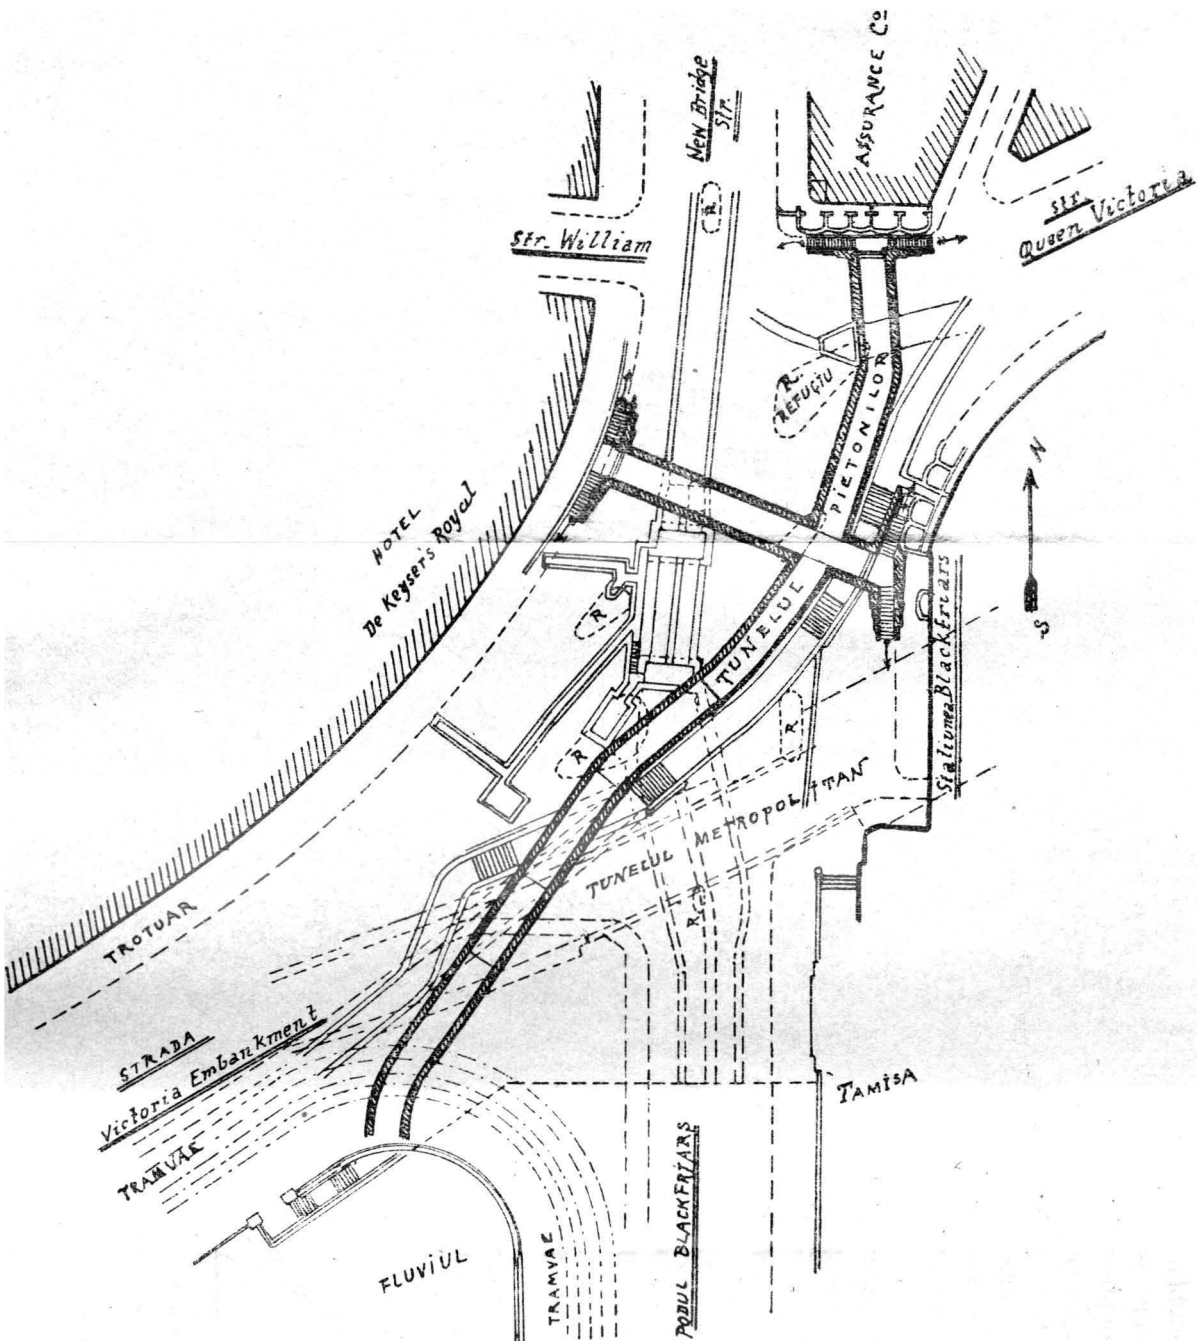 ASSURANCE Co
New Bridge
Str.
R
Str. William
str.
Queen Victoria
R
REFUGIU
TUNELUL PIETONILOR
N
S
HOTEL
De Keyser's Royal
R
R
R
Statiunea Blackfriars
TUNELUL METROPOLITAN
R
TROTUAR
STRADA
Victoria Embankment
TRAMVAE
TAMISA
FLUVIUL
TRAMVAE
PODUL BLACKFRIARS